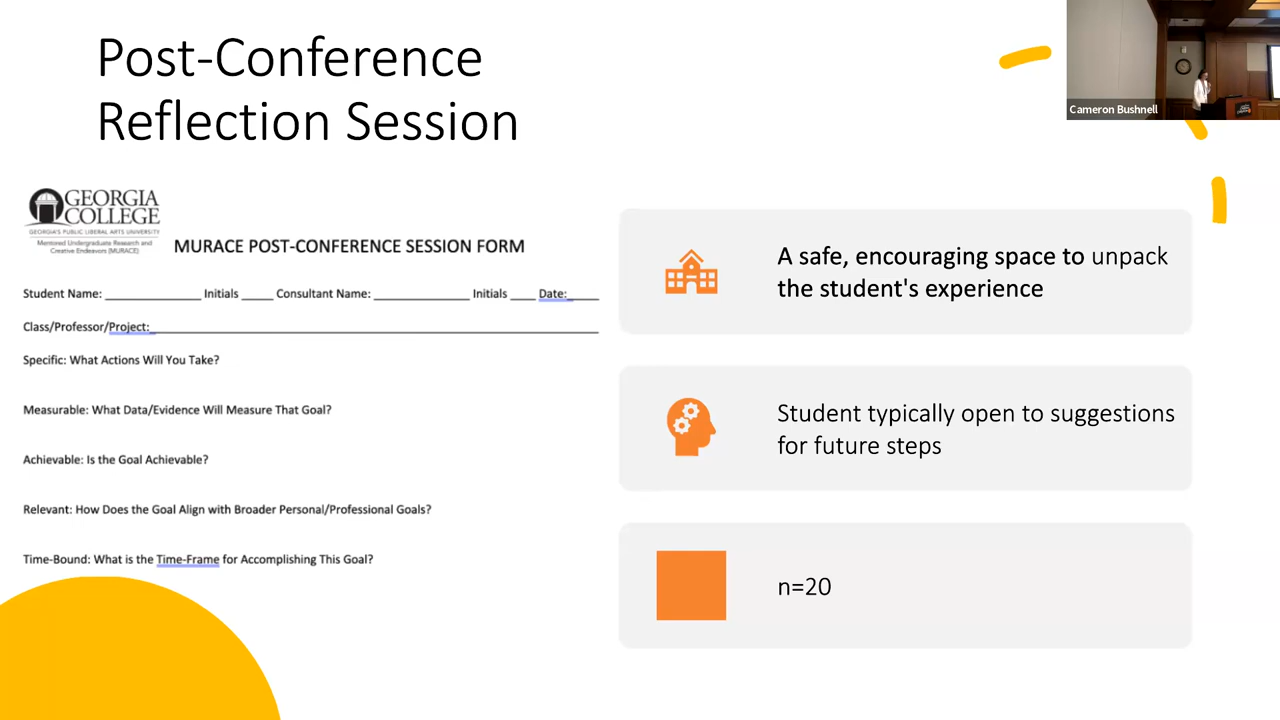 Post-Conference
Reflection Session
Cameron Bushnell
GEORGIA
COLLEGE
GEORGIA'S PUBLIC LIBERAL ARTS UNIVERSITY
Mentored Undergraduate Research and
Creative Endeavors (MURACE)
MURACE POST-CONFERENCE SESSION FORM
Student Name: _______________ Initials _____ Consultant Name: _______________ Initials ____ Date:_____
Class/Professor/Project:
Specific: What Actions Will You Take?
Measurable: What Data/Evidence Will Measure That Goal?
Achievable: Is the Goal Achievable?
Relevant: How Does the Goal Align with Broader Personal/Professional Goals?
Time-Bound: What is the Time-Frame for Accomplishing This Goal?
A safe, encouraging space to unpack
the student's experience
Student typically open to suggestions
for future steps
n=20